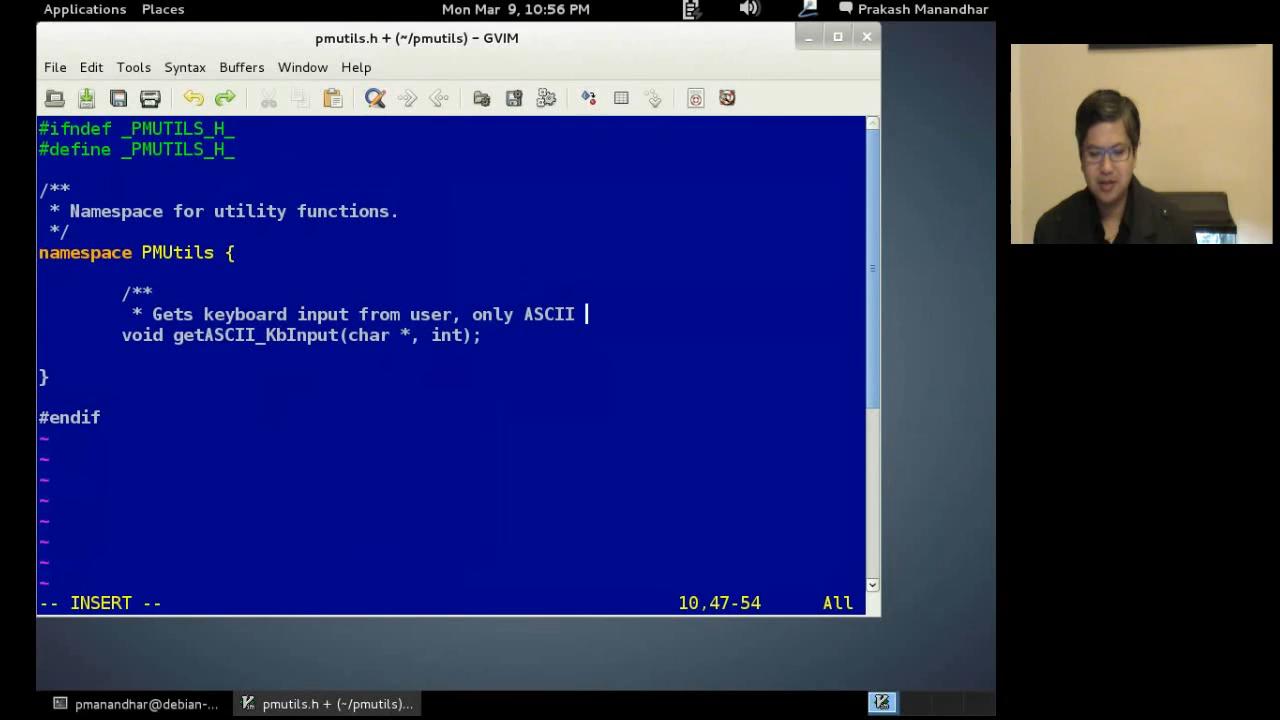 Applications Places Mon Mar 9, 10:56 PM Prakash Manandhar
pmutils.h + (~/pmutils) – GVIM
File Edit Tools Syntax Buffers Window Help
#ifndef _PMUTILS_H_
#define _PMUTILS_H_
/**
* Namespace for utility functions.
*/
namespace PMUtils {
/**
* Gets keyboard input from user, only ASCII
void getASCII_KbInput(char *, int);
}
#endif
~
~
~
~
~
~
~
~
-- INSERT -- 10,47-54 All
pmanandhar@debian-... pmutils.h + (~/pmutils)...